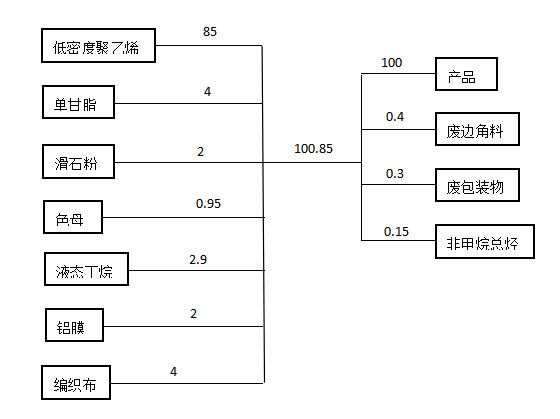 低密度聚乙烯
85
单甘脂
4
滑石粉
2
色母
0.95
液态丁烷
2.9
铝膜
2
编织布
4
100.85
100
产品
0.4
废边角料
0.3
废包装物
0.15
非甲烷总烃